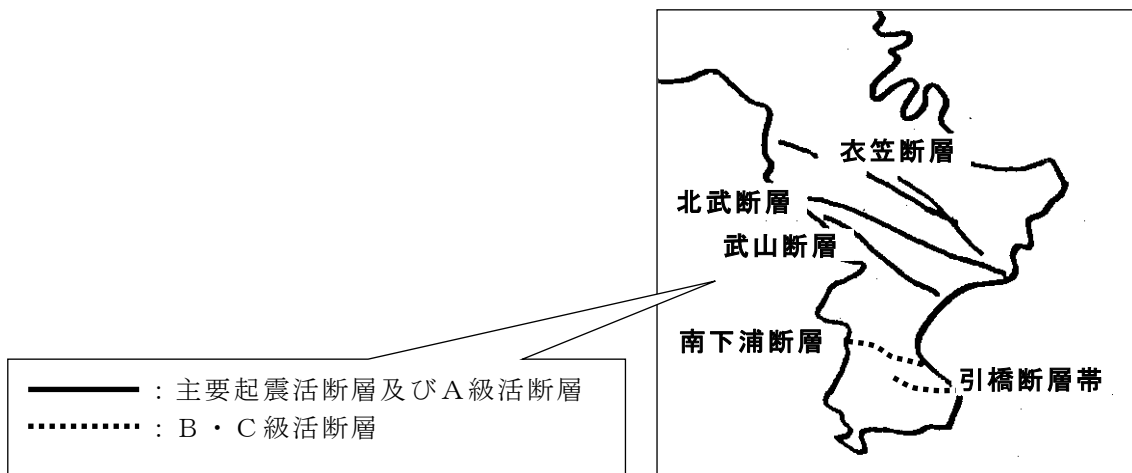 衣笠断層
北武断層
武山断層
南下浦断層
引橋断層帯
：主要起震活断層及びA級活断層
：B・C級活断層